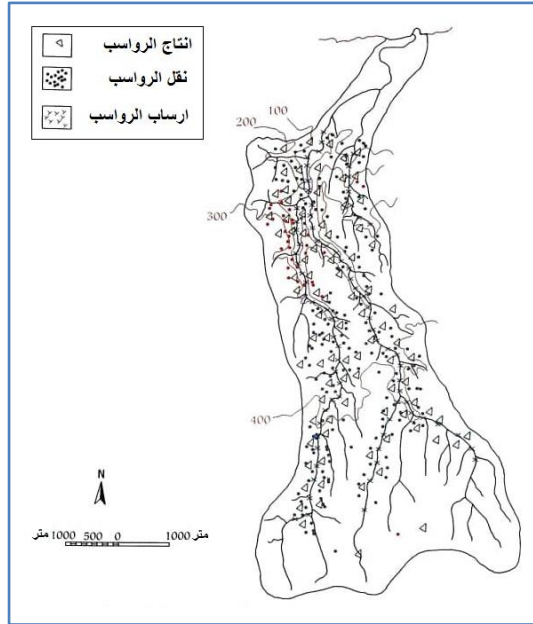 انتاج الرواسب
نقل الرواسب
ارساب الرواسب
100
200
300
400
N
متر 1000 500 0 1000 متر